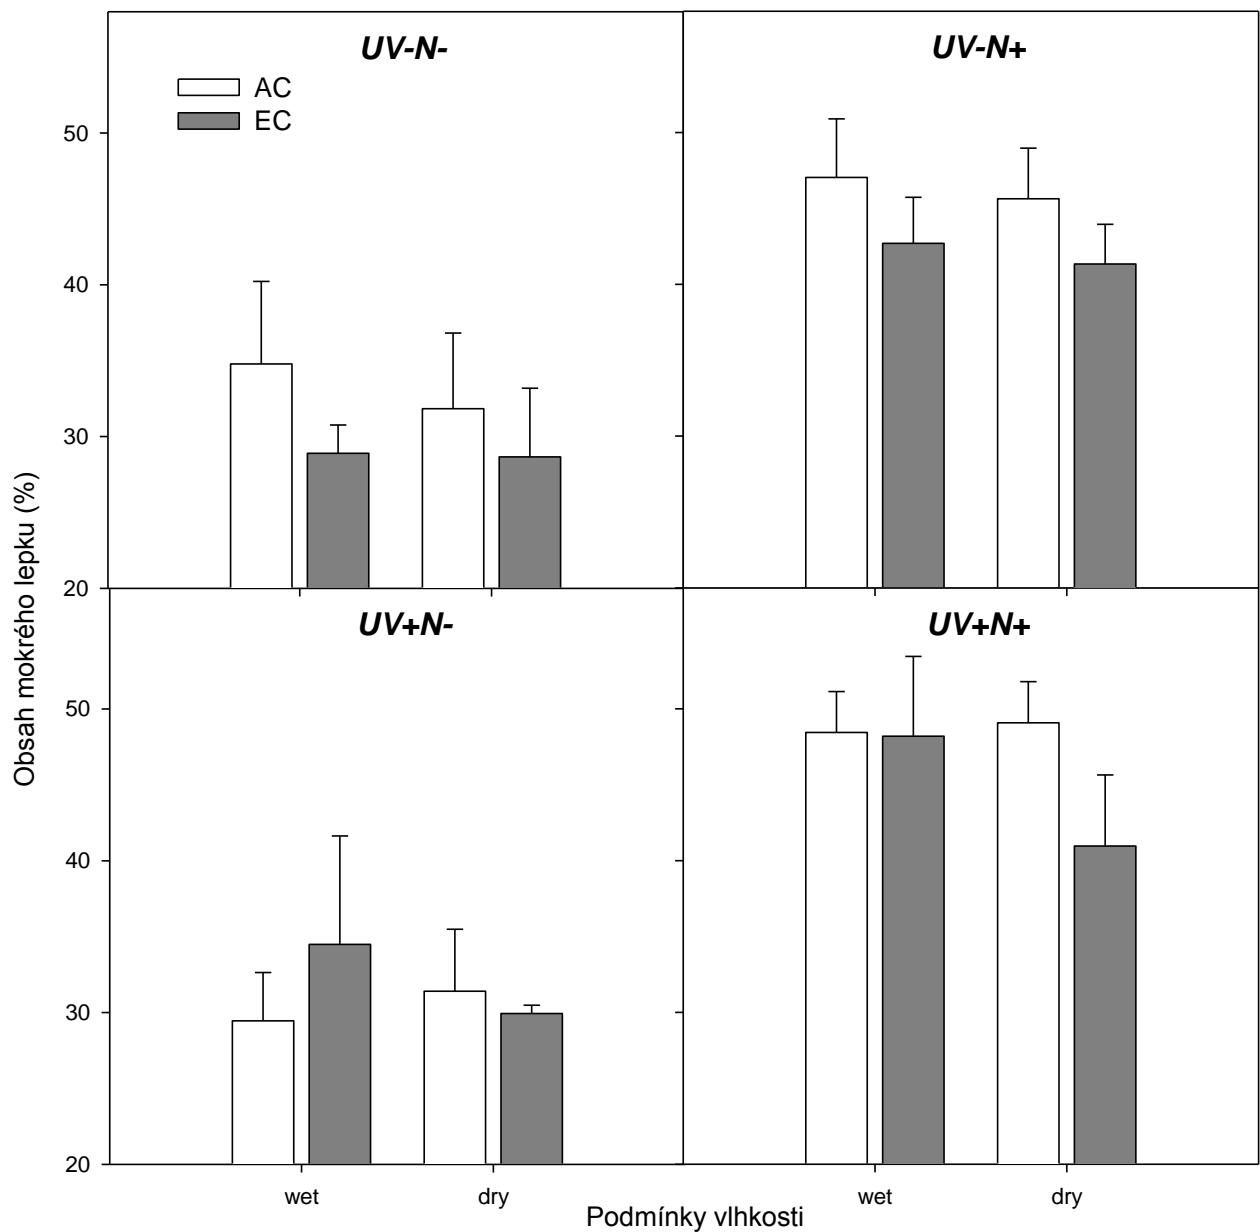 UV-N-
UV-N+
AC
EC
50
40
30
20
UV+N-
UV+N+
50
40
30
20
Obsah mokrého lepku (%)
wet
dry
wet
dry
Podmínky vlhkosti